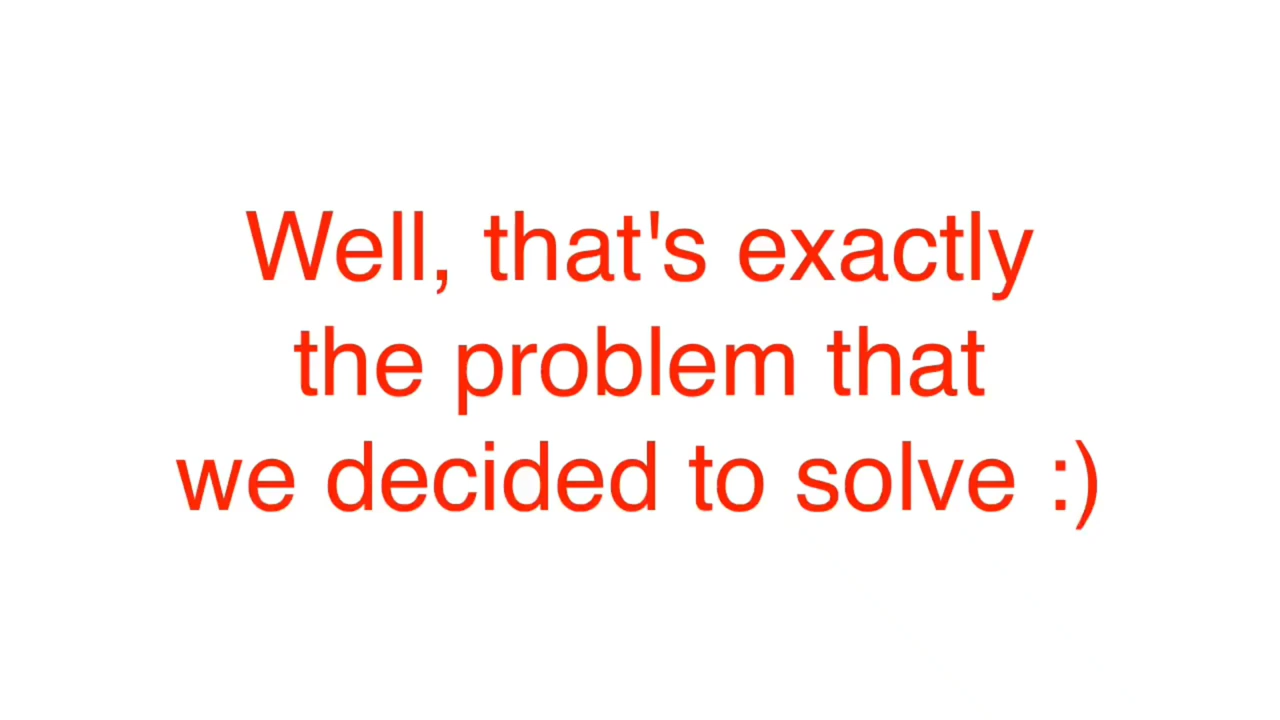 Well, that's exactly
the problem that
we decided to solve :)